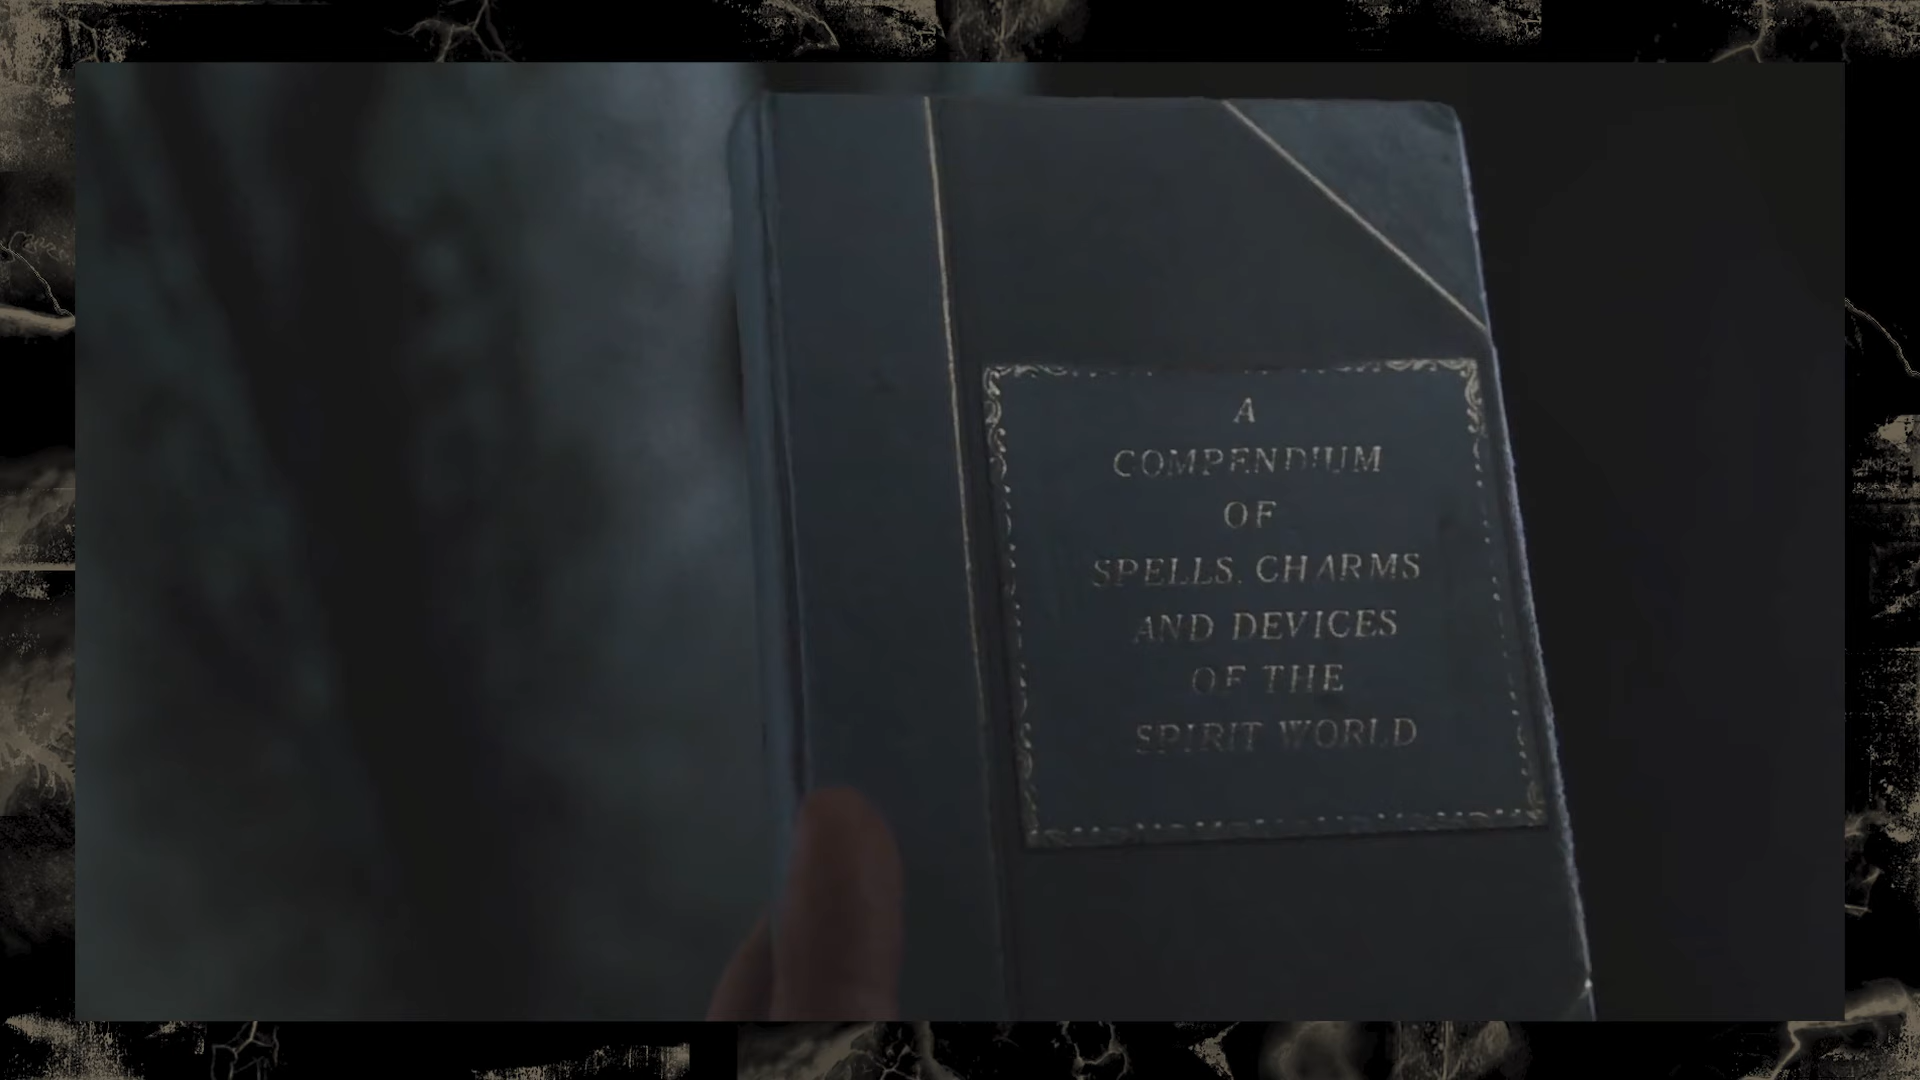 A
COMPENDIUM
OF
SPELLS, CHARMS
AND DEVICES
OF THE
SPIRIT WORLD